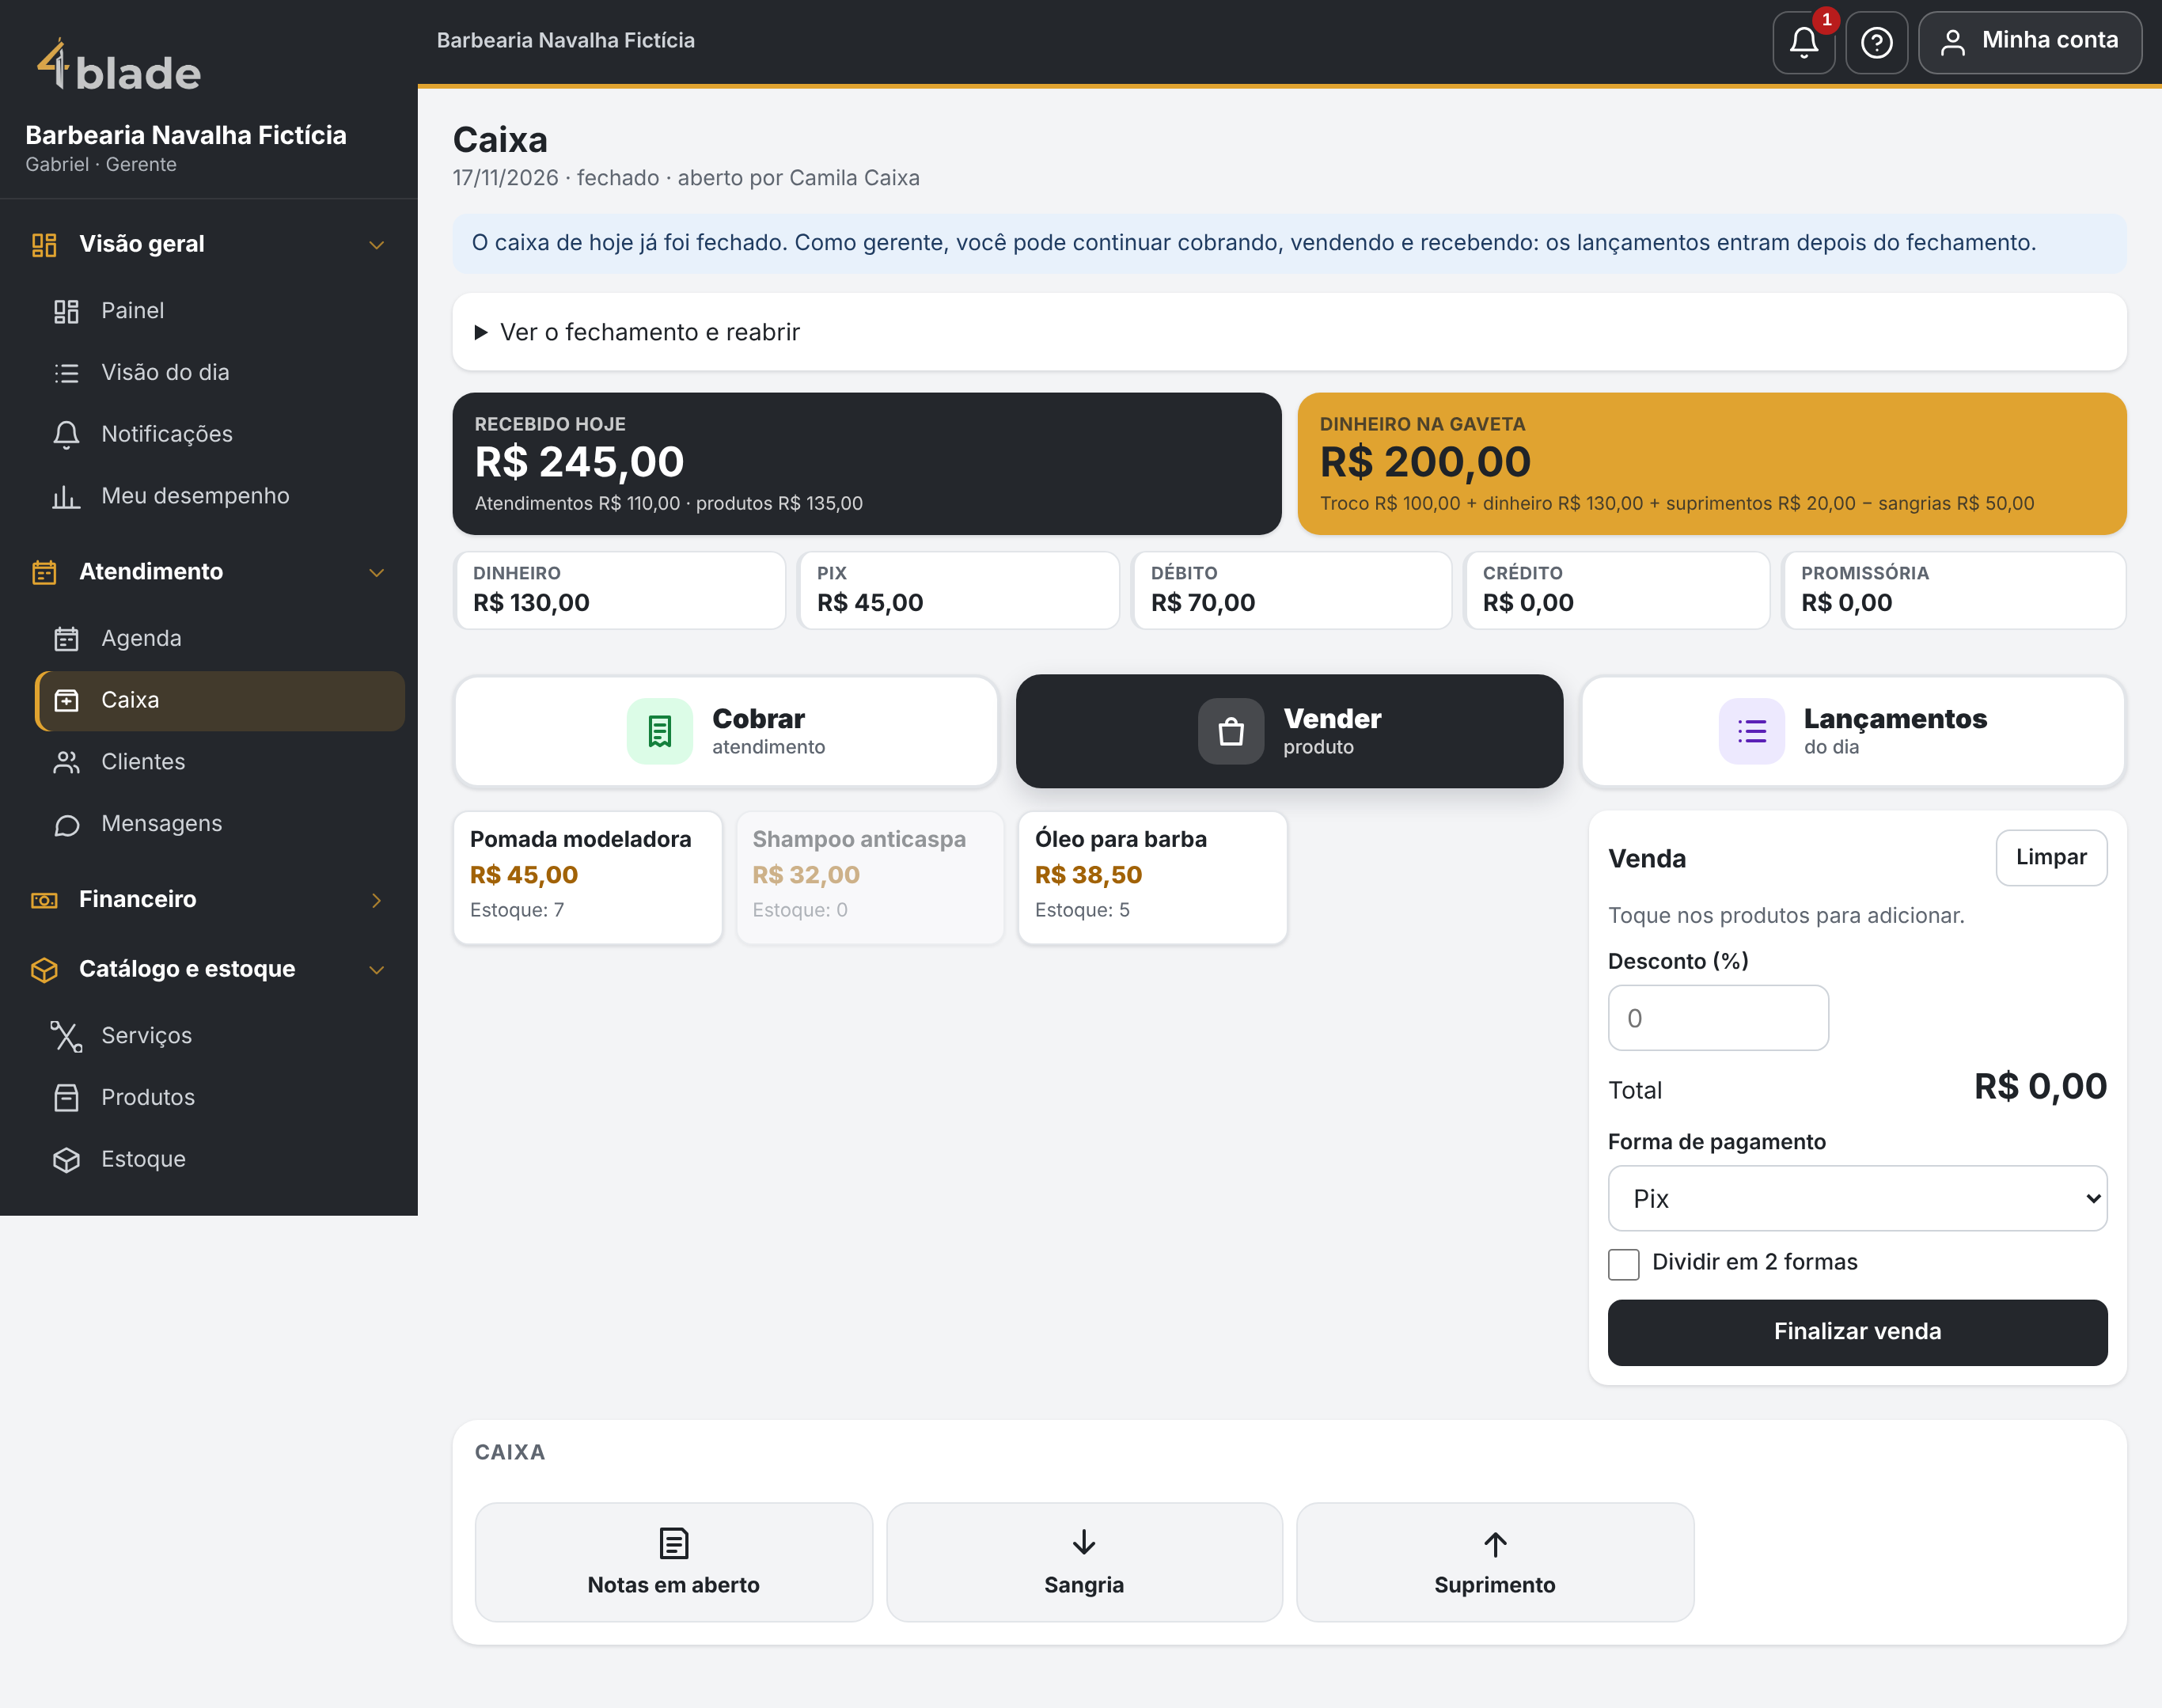 4blade
Barbearia Navalha Fictícia
Gabriel · Gerente
Visão geral
Painel
Visão do dia
Notificações
Meu desempenho
Atendimento
Agenda
Caixa
Clientes
Mensagens
Financeiro
Catálogo e estoque
Serviços
Produtos
Estoque
Barbearia Navalha Fictícia
1
Minha conta
Caixa
17/11/2026 · fechado · aberto por Camila Caixa
O caixa de hoje já foi fechado. Como gerente, você pode continuar cobrando, vendendo e recebendo: os lançamentos entram depois do fechamento.
Ver o fechamento e reabrir
RECEBIDO HOJE
R$ 245,00
Atendimentos R$ 110,00 · produtos R$ 135,00
DINHEIRO NA GAVETA
R$ 200,00
Troco R$ 100,00 + dinheiro R$ 130,00 + suprimentos R$ 20,00 − sangrias R$ 50,00
DINHEIRO
R$ 130,00
PIX
R$ 45,00
DÉBITO
R$ 70,00
CRÉDITO
R$ 0,00
PROMISSÓRIA
R$ 0,00
Cobrar
atendimento
Vender
produto
Lançamentos
do dia
Pomada modeladora
R$ 45,00
Estoque: 7
Shampoo anticaspa
R$ 32,00
Estoque: 0
Óleo para barba
R$ 38,50
Estoque: 5
Venda
Limpar
Toque nos produtos para adicionar.
Desconto (%)
0
Total
R$ 0,00
Forma de pagamento
Pix
Dividir em 2 formas
Finalizar venda
CAIXA
Notas em aberto
Sangria
Suprimento